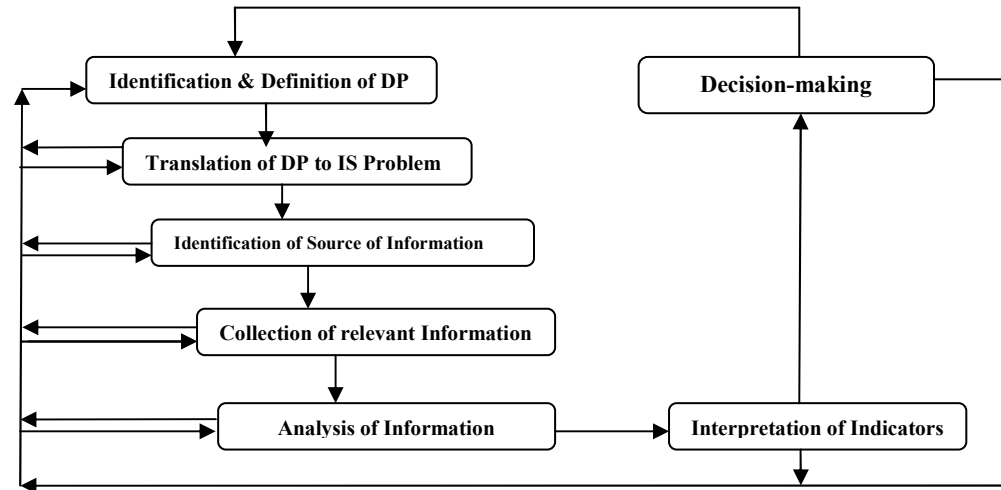 Identification & Definition of DP
Decision-making
Translation of DP to IS Problem
Identification of Source of Information
Collection of relevant Information
Analysis of Information
Interpretation of Indicators